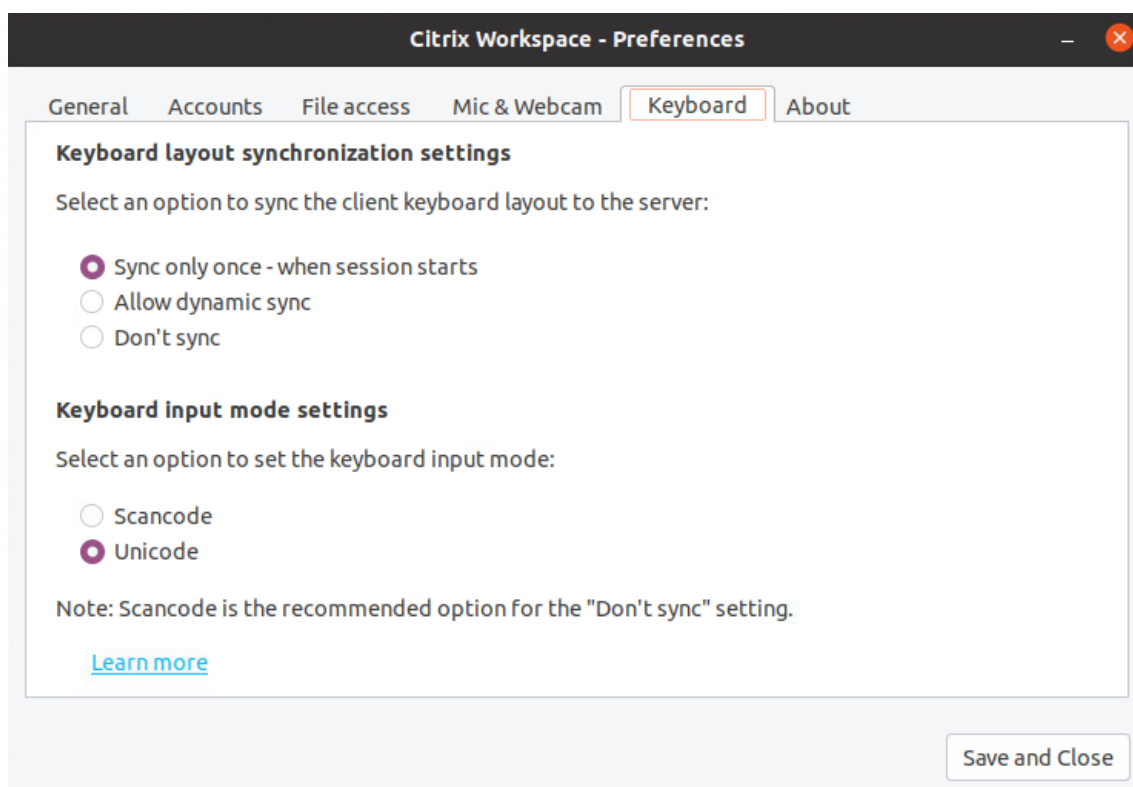 Citrix Workspace - Preferences
General Accounts File access Mic & Webcam Keyboard About
Keyboard layout synchronization settings
Select an option to sync the client keyboard layout to the server:
Sync only once - when session starts
Allow dynamic sync
Don't sync
Keyboard input mode settings
Select an option to set the keyboard input mode:
Scancode
Unicode
Note: Scancode is the recommended option for the "Don't sync" setting.
Learn more
Save and Close